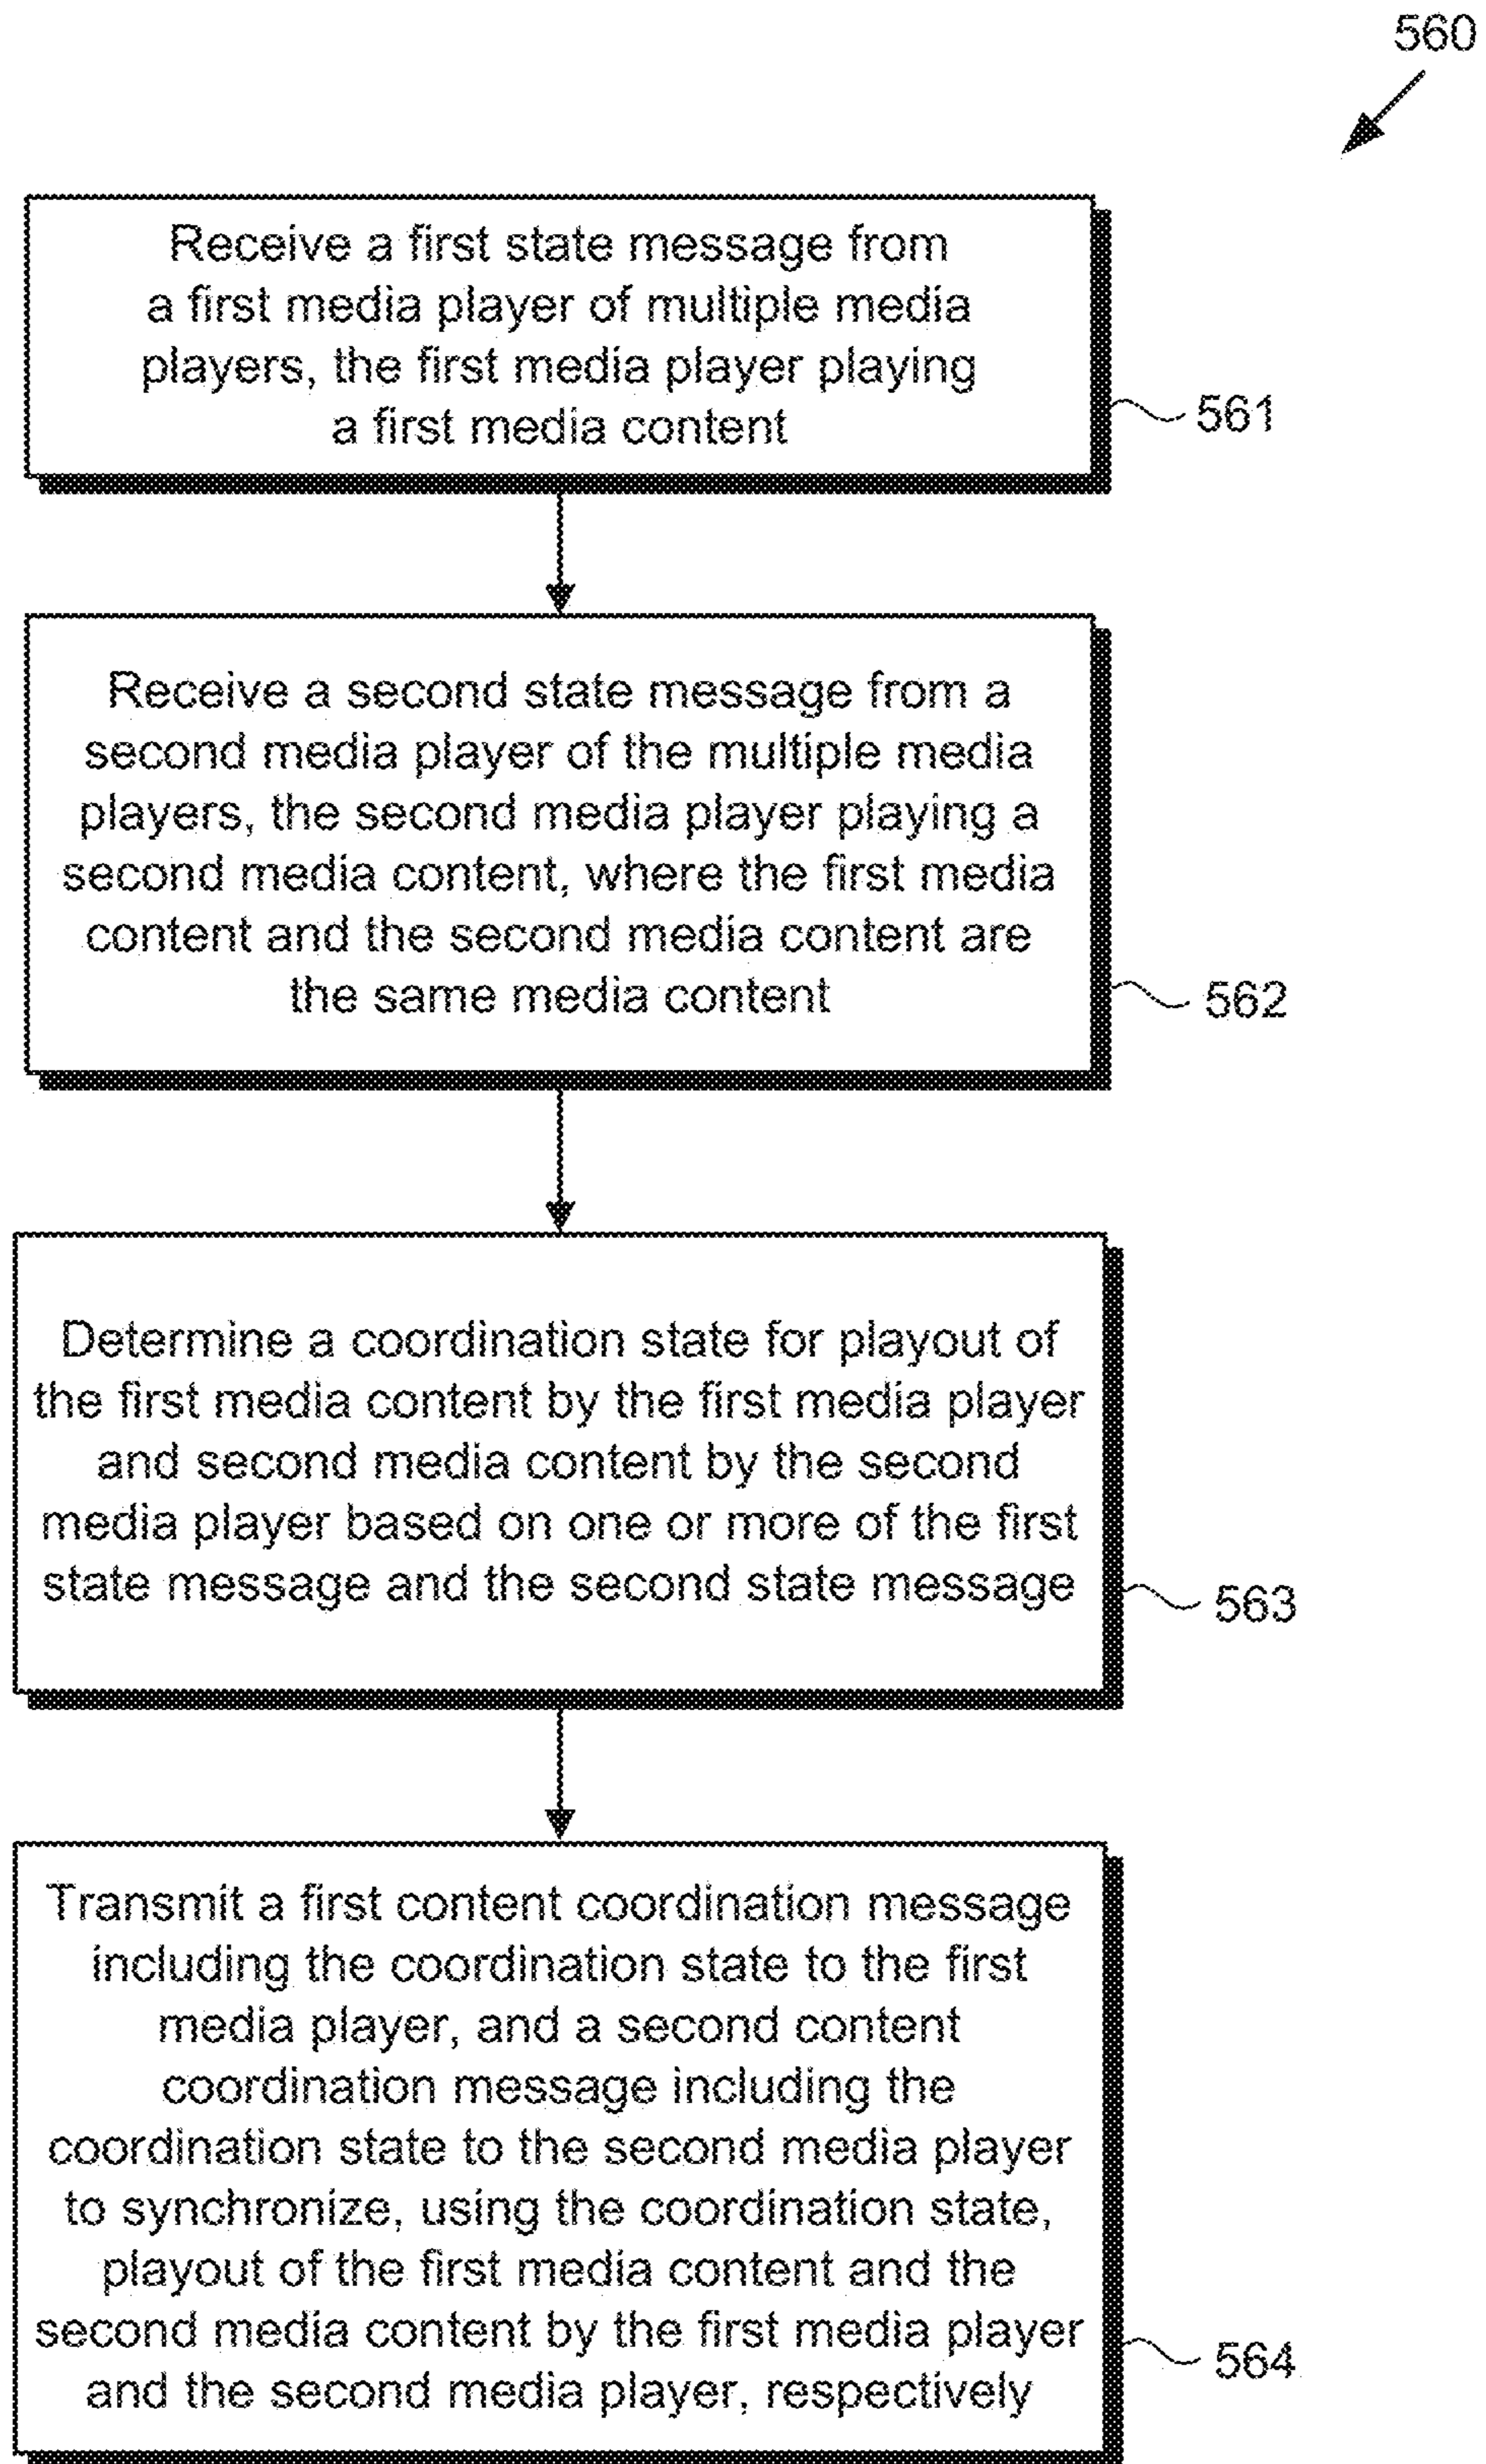 560
Receive a first state message from
a first media player of multiple media
players, the first media player playing
a first media content
561
Receive a second state message from a
second media player of the multiple media
players, the second media player playing a
second media content, where the first media
content and the second media content are
the same media content
562
Determine a coordination state for playout of
the first media content by the first media player
and second media content by the second
media player based on one or more of the first
state message and the second state message
563
Transmit a first content coordination message
including the coordination state to the first
media player, and a second content
coordination message including the
coordination state to the second media player
to synchronize, using the coordination state,
playout of the first media content and the
second media content by the first media player
and the second media player, respectively
564